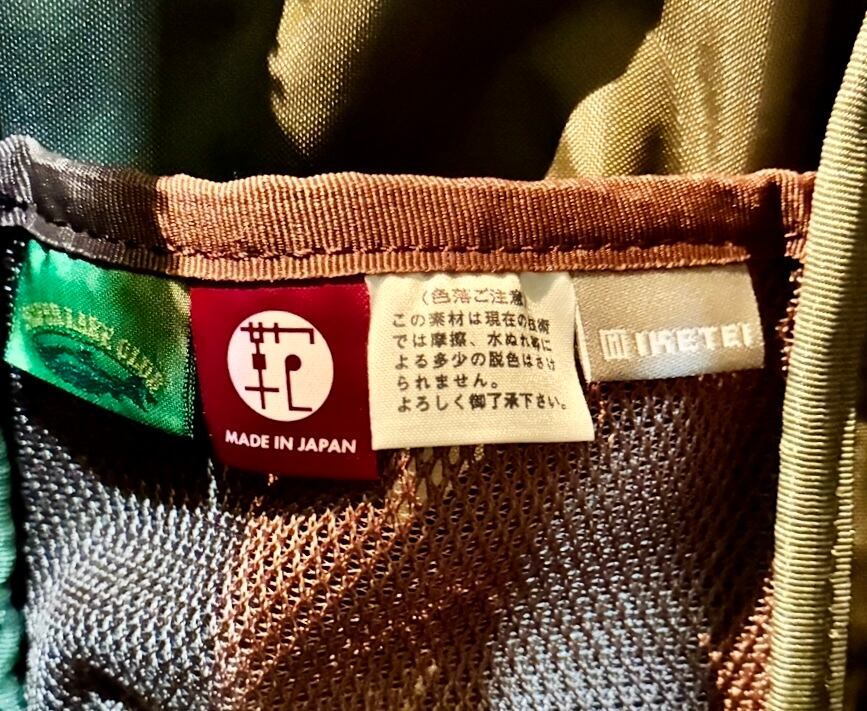 LAKE CLUB
MADE IN JAPAN
〈色落ご注意〉
この素材は現在の技術
では摩擦、水ぬれ等に
よる多少の脱色はさけ
られません。
よろしく御了承下さい。
IKETEI